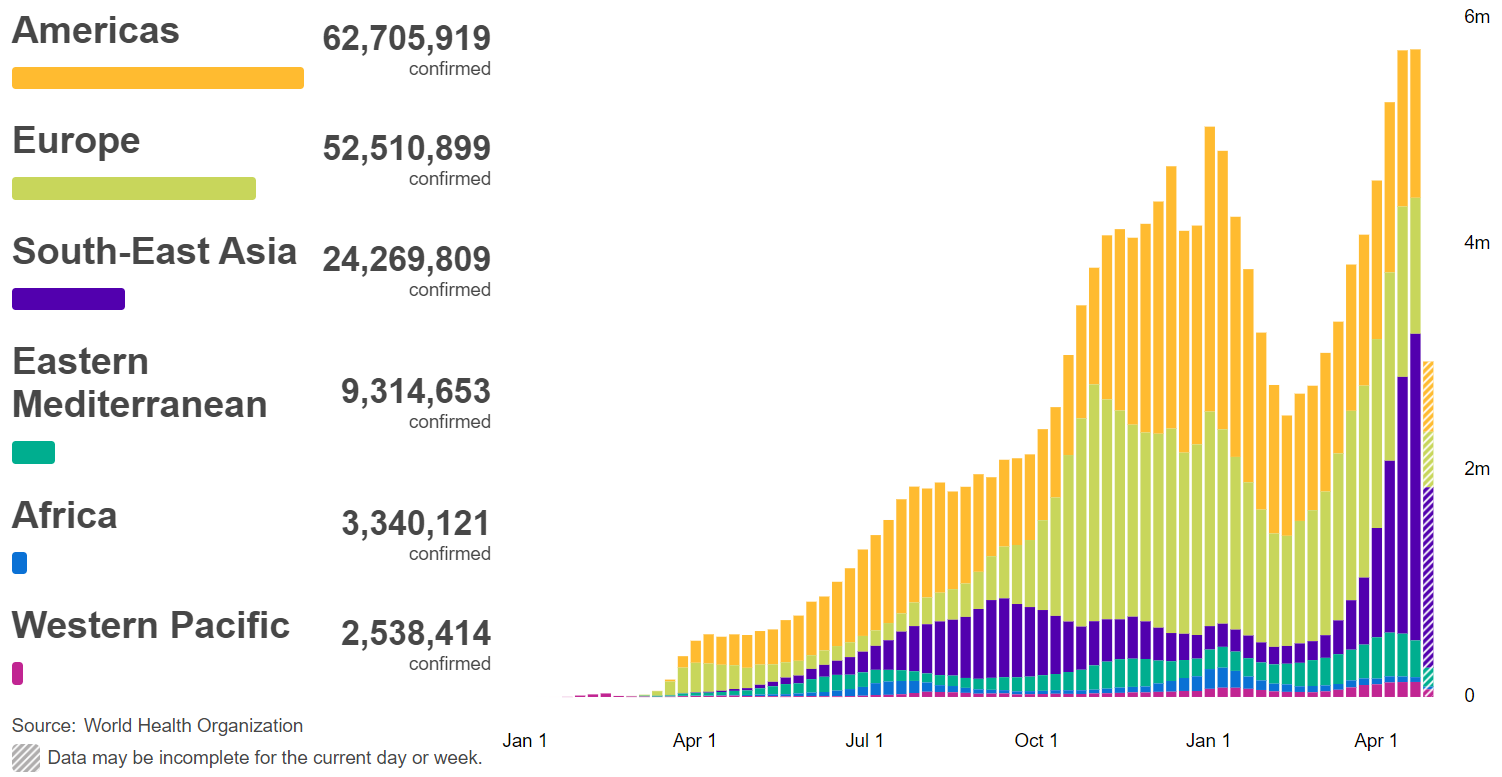 Americas
62,705,919
confirmed
Europe
52,510,899
confirmed
South-East Asia
24,269,809
confirmed
Eastern
Mediterranean
9,314,653
confirmed
Africa
3,340,121
confirmed
Western Pacific
2,538,414
confirmed
Source: World Health Organization
Data may be incomplete for the current day or week.
6m
4m
2m
0
Jan 1
Apr 1
Jul 1
Oct 1
Jan 1
Apr 1